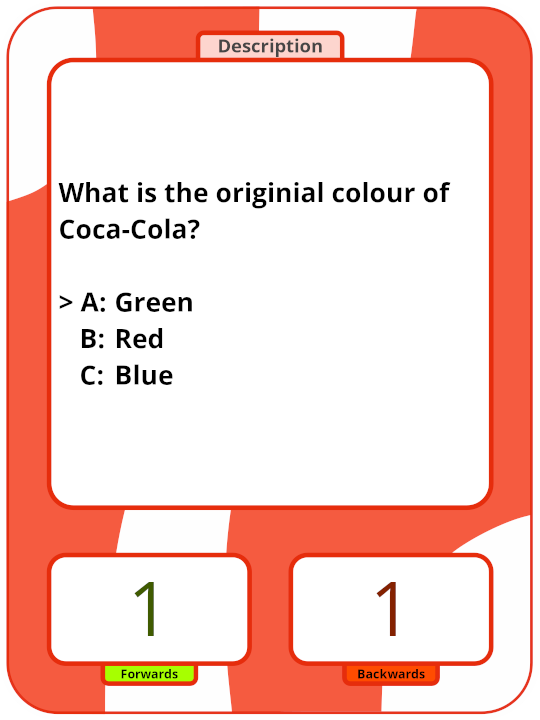 Description
What is the originial colour of
Coca-Cola?
> A: Green
B: Red
C: Blue
1
1
Forwards
Backwards